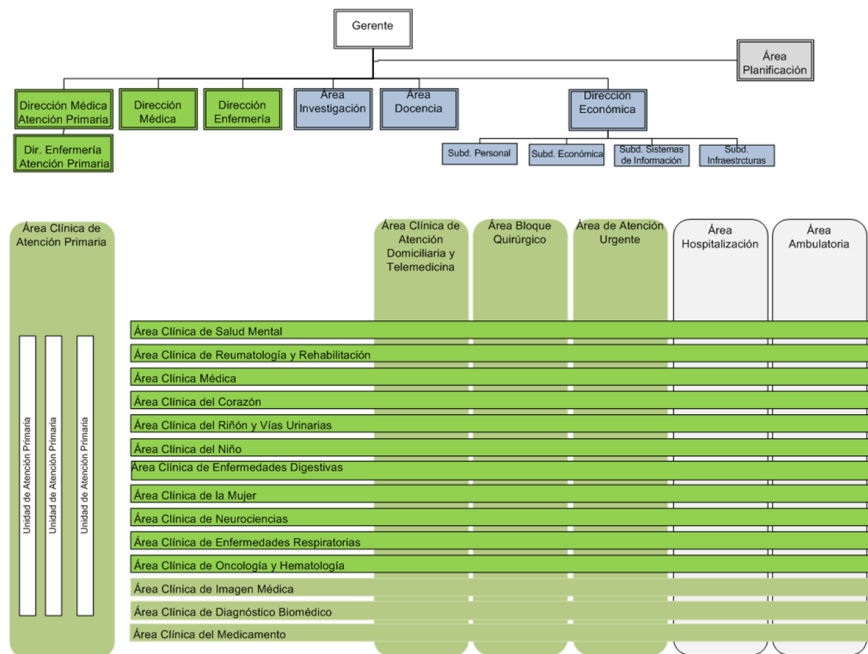 Gerente
Área
Planificación
Dirección Médica
Atención Primaria
Dirección
Médica
Dirección
Enfermería
Área
Investigación
Área
Docencia
Dirección
Económica
Dir. Enfermería
Atención Primaria
Subd. Personal
Subd. Económica
Subd. Sistemas
de Información
Subd.
Infraestrcturas
Área Clínica de
Atención Primaria
Área Clínica de
Atención
Domiciliaria y
Telemedicina
Área Bloque
Quirúrgico
Área de Atención
Urgente
Área
Hospitalización
Área
Ambulatoria
Unidad de Atención Primaria
Unidad de Atención Primaria
Unidad de Atención Primaria
Área Clínica de Salud Mental
Área Clínica de Reumatología y Rehabilitación
Área Clínica Médica
Área Clínica del Corazón
Área Clínica del Riñón y Vías Urinarias
Área Clínica del Niño
Área Clínica de Enfermedades Digestivas
Área Clínica de la Mujer
Área Clínica de Neurociencias
Área Clínica de Enfermedades Respiratorias
Área Clínica de Oncología y Hematología
Área Clínica de Imagen Médica
Área Clínica de Diagnóstico Biomédico
Área Clínica del Medicamento